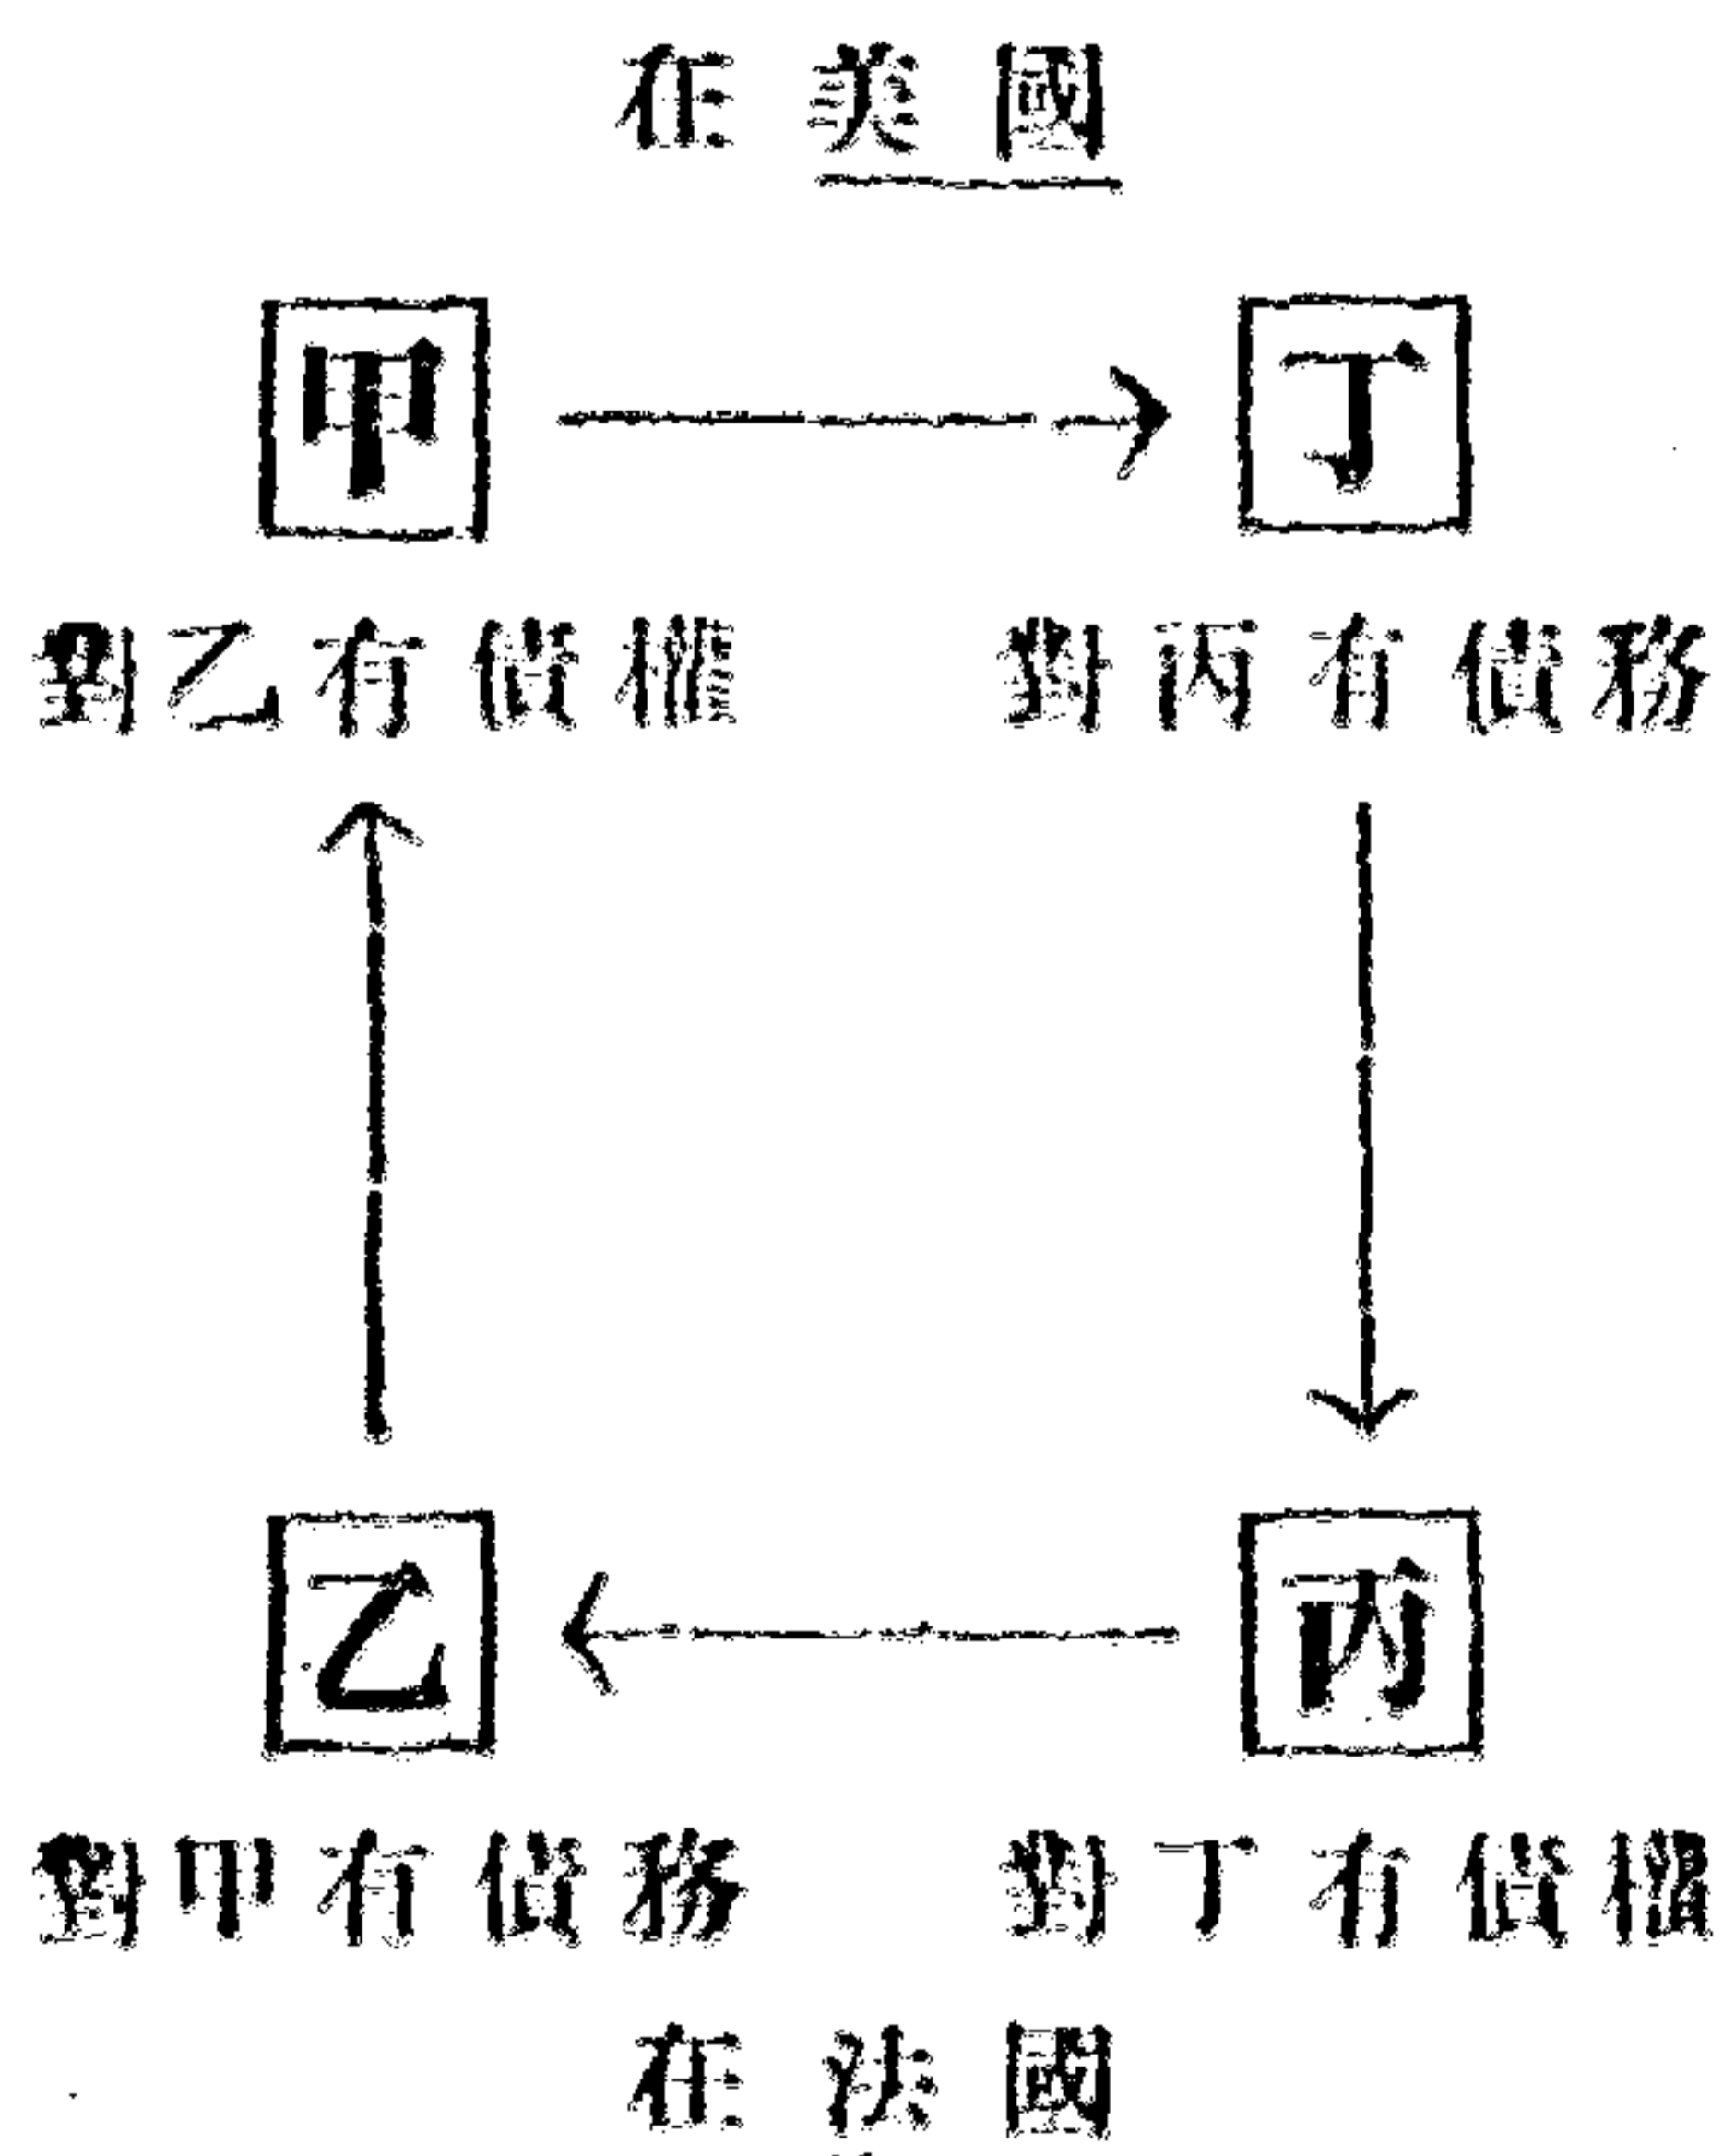 在美國
甲 丁
對乙有債權 對丙有債務
乙 丙
對甲有債務 對丁有債權
在法國